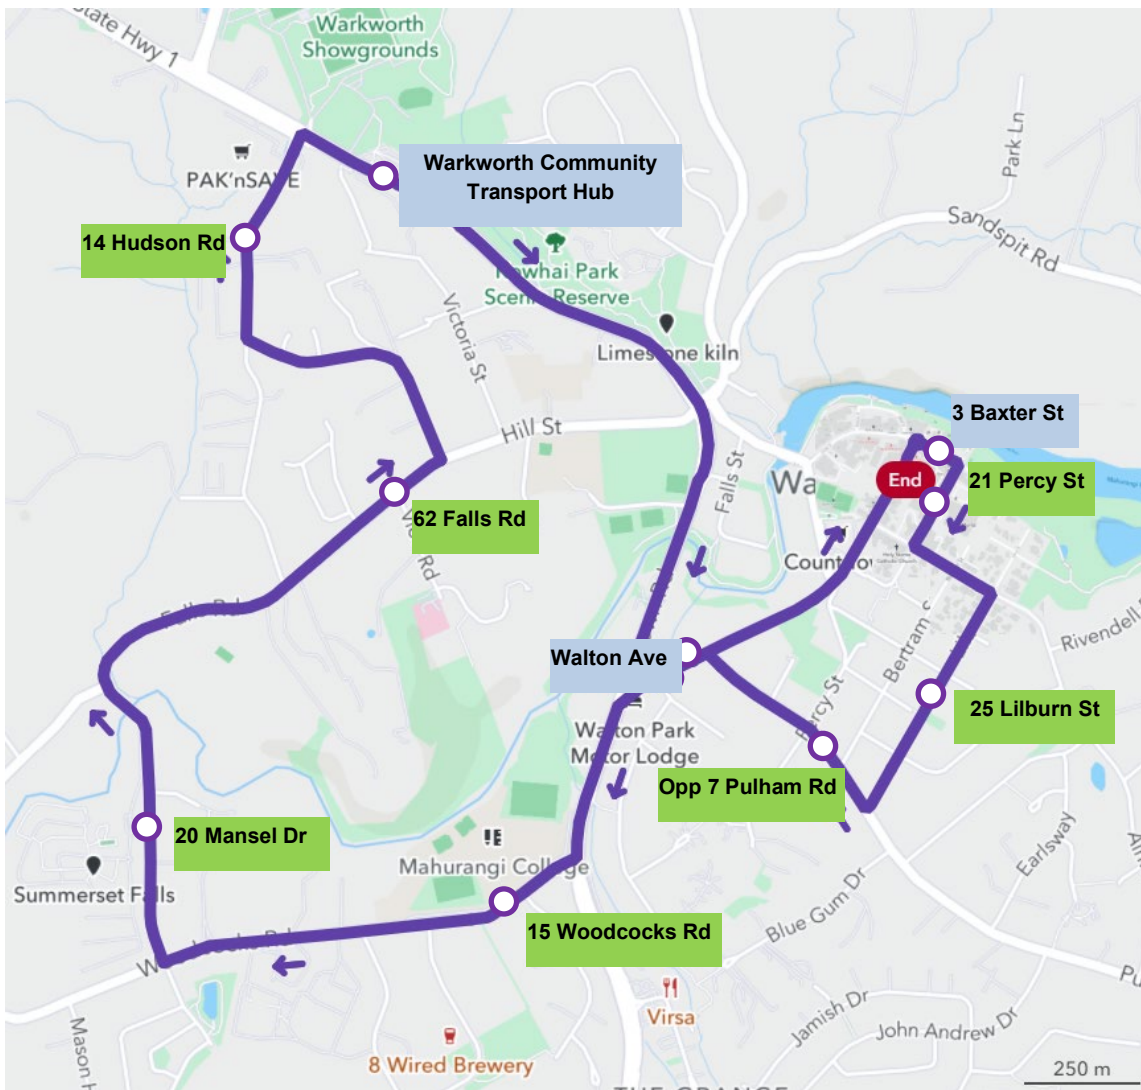 State Hwy 1
Warkworth
Showgrounds
PAK'nSAVE
Warkworth Community
Transport Hub
Park Ln
Sandspit Rd
14 Hudson Rd
Scenic Reserve
Victoria St
Limestone kiln
Hill St
3 Baxter St
Falls St
End
21 Percy St
62 Falls Rd
Falls Rd
Rivendell
Bertram S
Walton Ave
25 Lilburn St
Percy St
Walton Park
Motor Lodge
Opp 7 Pulham Rd
20 Mansel Dr
Mahurangi College
Summerset Falls
Earlsway
Blue Gum Dr
15 Woodcocks Rd
Virsa
Jamish Dr
John Andrew Dr
8 Wired Brewery
250 m